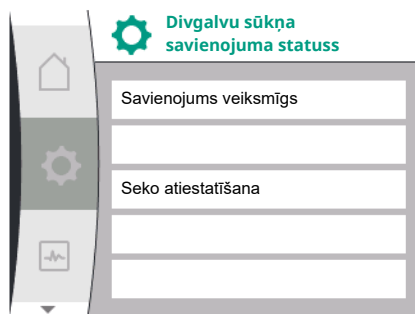 Divgalvu sūkņa
savienojuma statuss
Savienojums veiksmīgs
Seko atiestatīšana